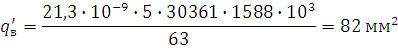 q′в = (21,3 · 10⁻⁹ · 5 · 30361 · 1588 · 10³) / 63 = 82 мм²